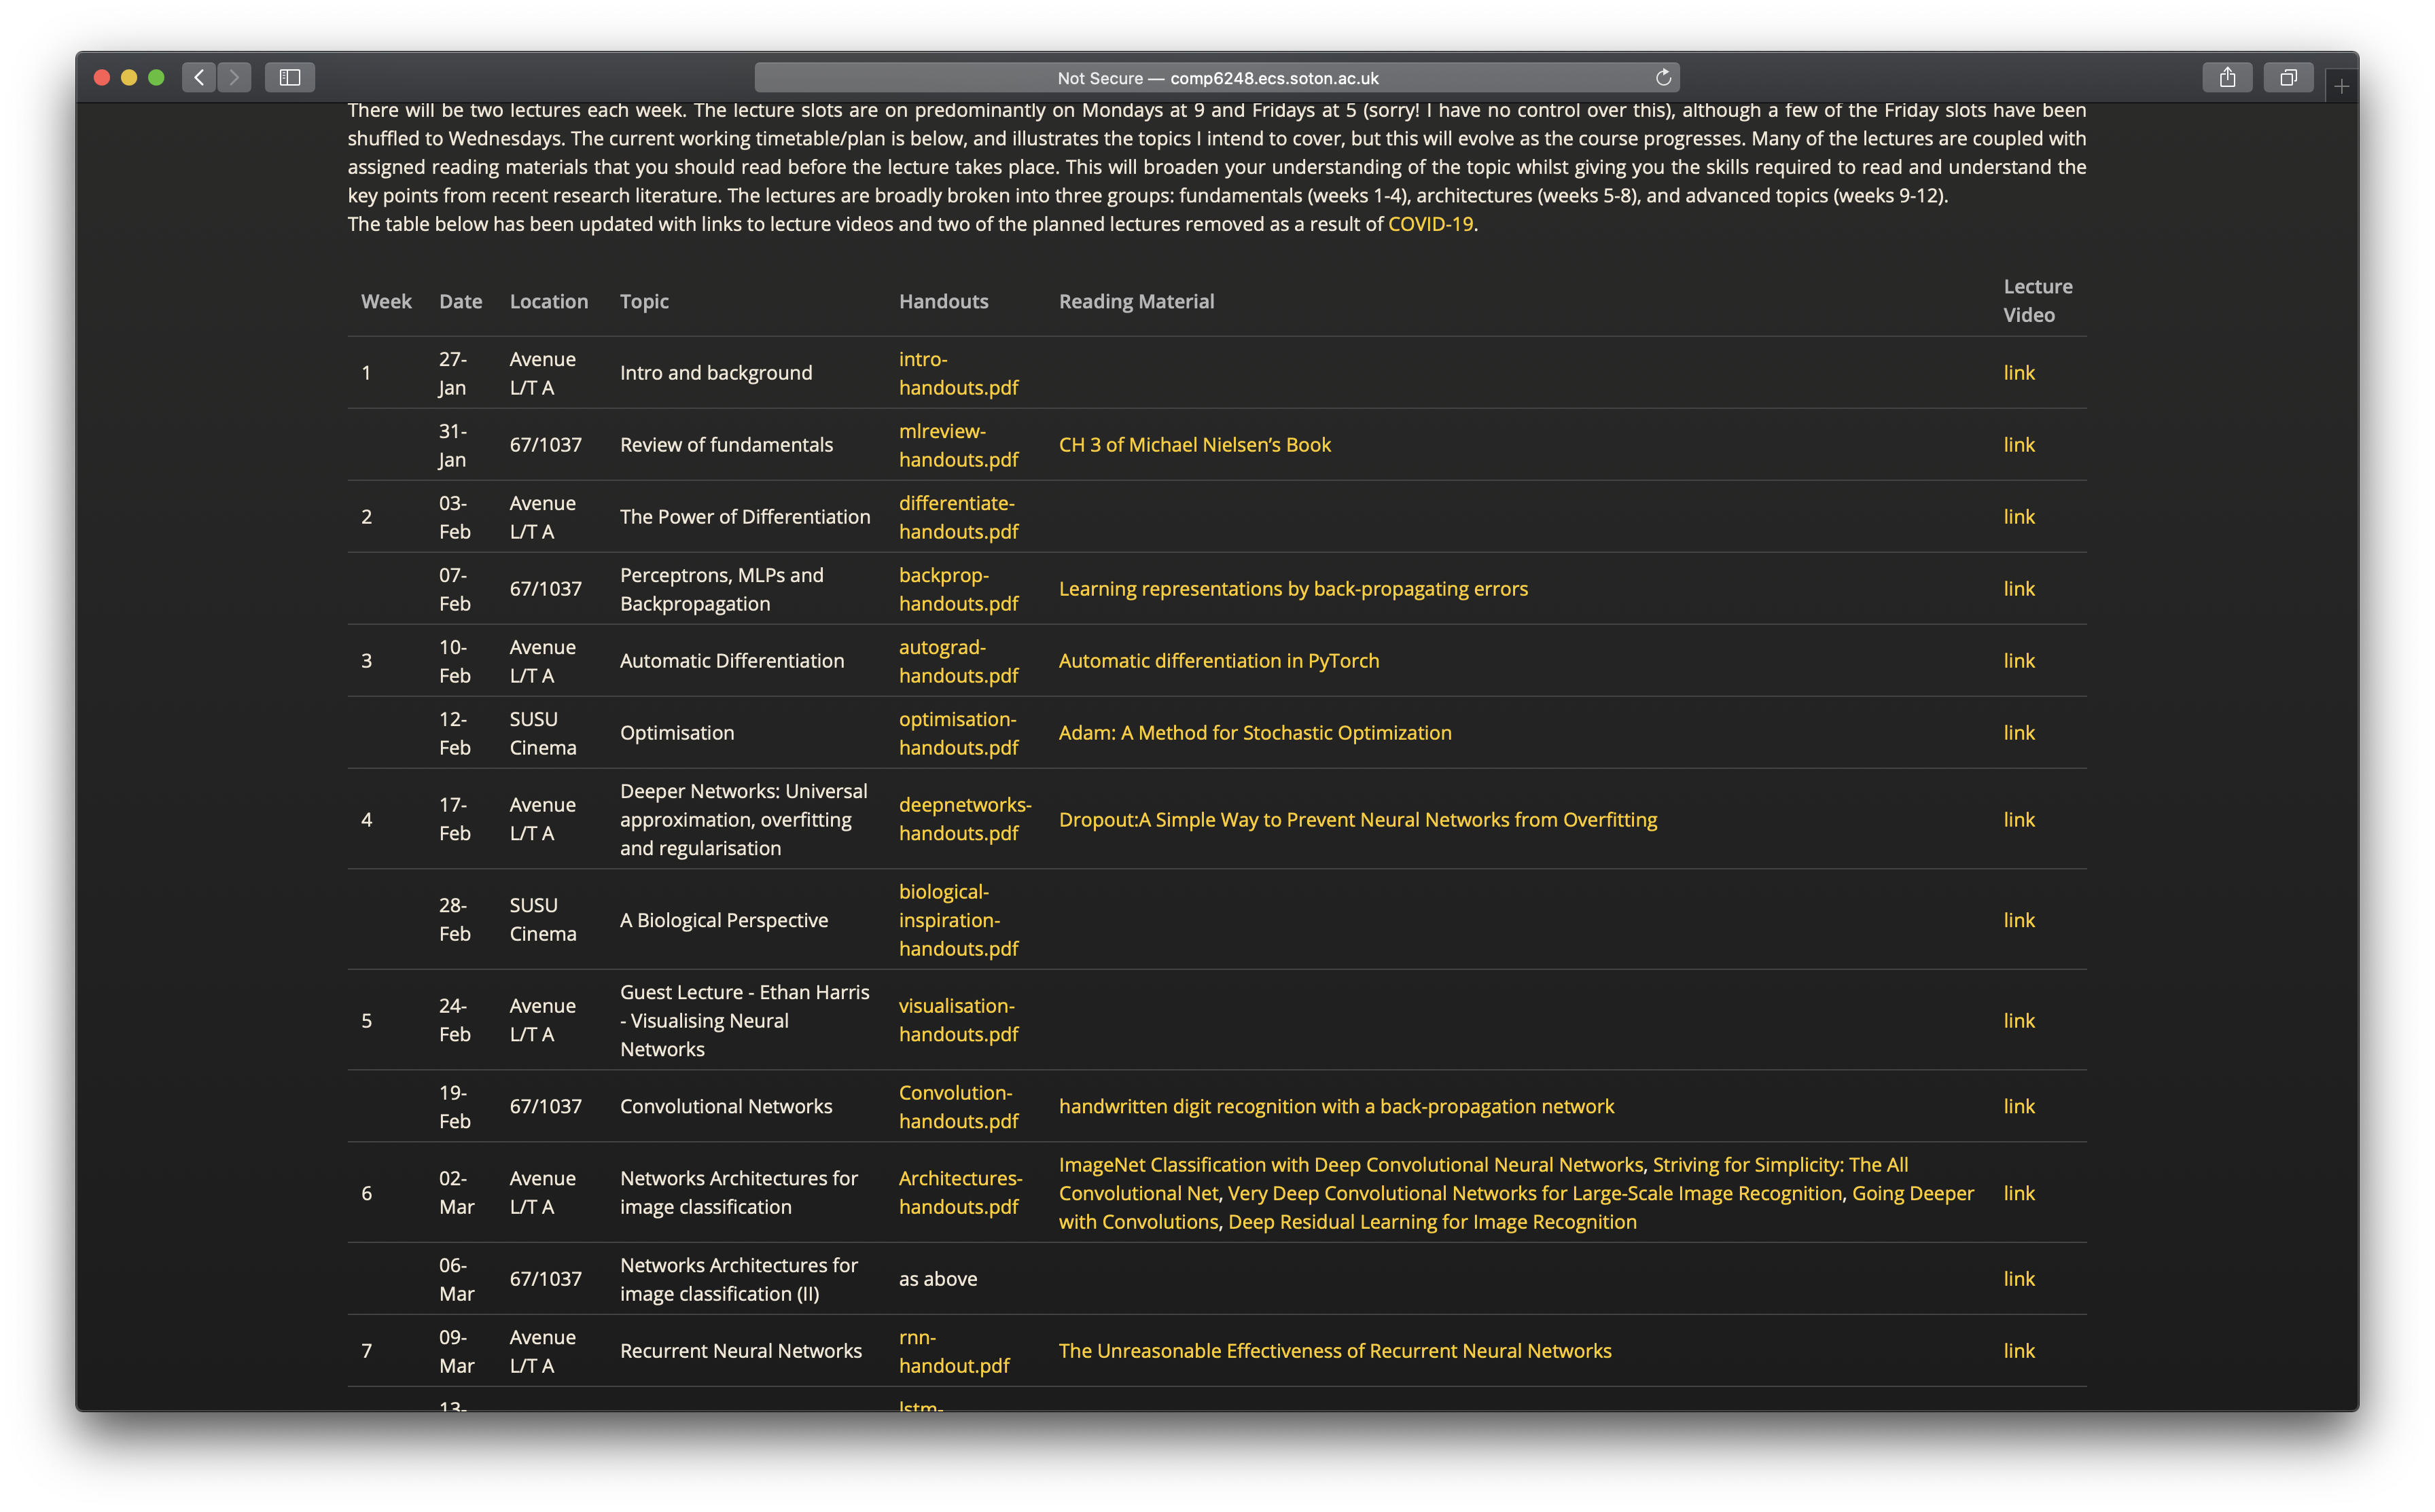 Not Secure — comp6248.ecs.soton.ac.uk
There will be two lectures each week. The lecture slots are on predominantly on Mondays at 9 and Fridays at 5 (sorry! I have no control over this), although a few of the Friday slots have been
shuffled to Wednesdays. The current working timetable/plan is below, and illustrates the topics I intend to cover, but this will evolve as the course progresses. Many of the lectures are coupled with
assigned reading materials that you should read before the lecture takes place. This will broaden your understanding of the topic whilst giving you the skills required to read and understand the
key points from recent research literature. The lectures are broadly broken into three groups: fundamentals (weeks 1-4), architectures (weeks 5-8), and advanced topics (weeks 9-12).
The table below has been updated with links to lecture videos and two of the planned lectures removed as a result of COVID-19.
Week Date Location Topic Handouts Reading Material Lecture
Video
1 27- Avenue Intro and background intro- link
Jan L/T A handouts.pdf
31- 67/1037 Review of fundamentals mlreview- CH 3 of Michael Nielsen's Book link
Jan handouts.pdf
2 03- Avenue The Power of Differentiation differentiate- link
Feb L/T A handouts.pdf
07- 67/1037 Perceptrons, MLPs and backprop- Learning representations by back-propagating errors link
Feb Backpropagation handouts.pdf
3 10- Avenue Automatic Differentiation autograd- Automatic differentiation in PyTorch link
Feb L/T A handouts.pdf
12- SUSU Optimisation optimisation- Adam: A Method for Stochastic Optimization link
Feb Cinema handouts.pdf
Deeper Networks: Universal
4 17- Avenue approximation, overfitting deepnetworks- Dropout:A Simple Way to Prevent Neural Networks from Overfitting link
Feb L/T A and regularisation handouts.pdf
biological-
28- SUSU A Biological Perspective inspiration- link
Feb Cinema handouts.pdf
Guest Lecture - Ethan Harris
5 24- Avenue - Visualising Neural visualisation- link
Feb L/T A Networks handouts.pdf
19- 67/1037 Convolutional Networks Convolution- handwritten digit recognition with a back-propagation network link
Feb handouts.pdf
ImageNet Classification with Deep Convolutional Neural Networks, Striving for Simplicity: The All
6 02- Avenue Networks Architectures for Architectures- Convolutional Net, Very Deep Convolutional Networks for Large-Scale Image Recognition, Going Deeper link
Mar L/T A image classification handouts.pdf with Convolutions, Deep Residual Learning for Image Recognition
06- 67/1037 Networks Architectures for as above link
Mar image classification (II)
7 09- Avenue Recurrent Neural Networks rnn- The Unreasonable Effectiveness of Recurrent Neural Networks link
Mar L/T A handout.pdf
13- lstm-